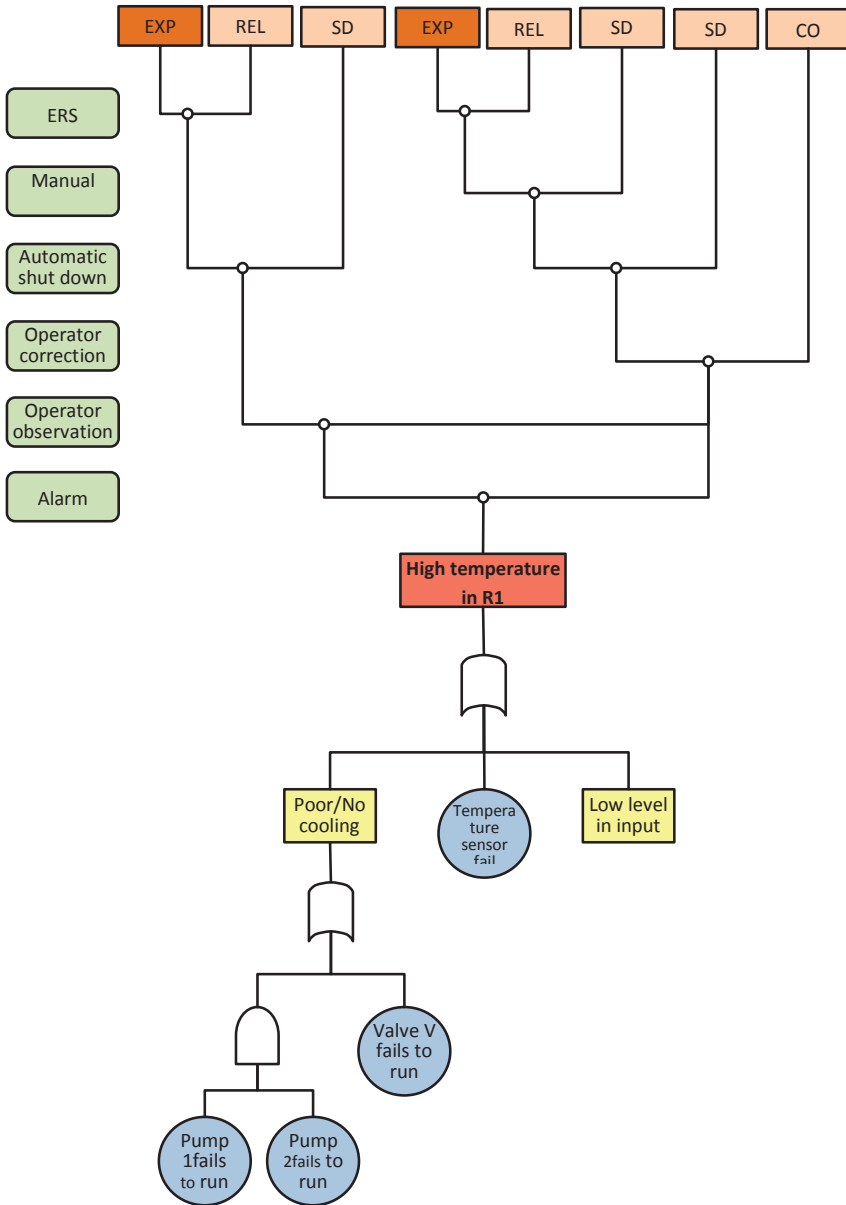 EXP
REL
SD
EXP
REL
SD
SD
CO
ERS
Manual
Automatic
shut down
Operator
correction
Operator
observation
Alarm
High temperature
in R1
Poor/No
cooling
Tempera
ture
sensor
fail
Low level
in input
Valve V
fails to
run
Pump
1fails
to run
Pump
2fails to
run